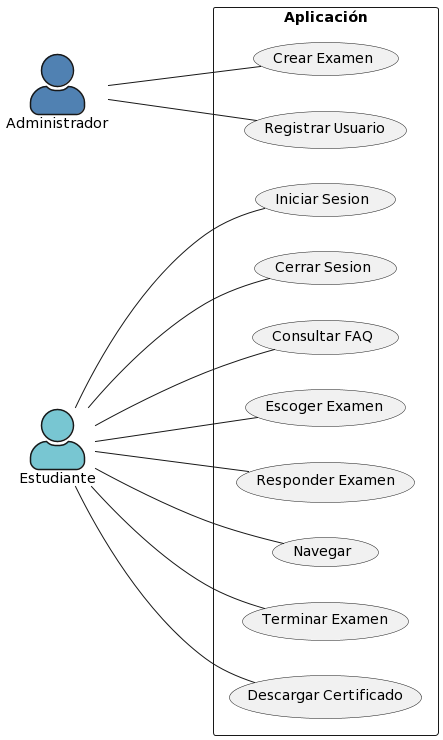 Aplicación
Crear Examen
Administrador
Registrar Usuario
Iniciar Sesion
Cerrar Sesion
Consultar FAQ
Escoger Examen
Estudiante
Responder Examen
Navegar
Terminar Examen
Descargar Certificado